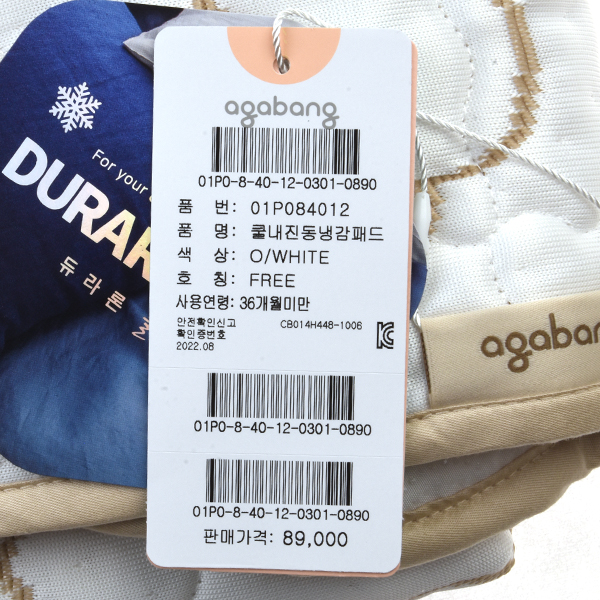 agabang
01P0-8-40-12-0301-0890
품 번: 01P084012
품 명: 쿨내진동냉감패드
색 상: O/WHITE
호 칭: FREE
사용연령: 36개월미만
안전확인신고
확인증번호
CB014H448-1006
2022.08
01P0-8-40-12-0301-0890
01P0-8-40-12-0301-0890
판매가격: 89,000
For your
DURA
듀라론
agabang